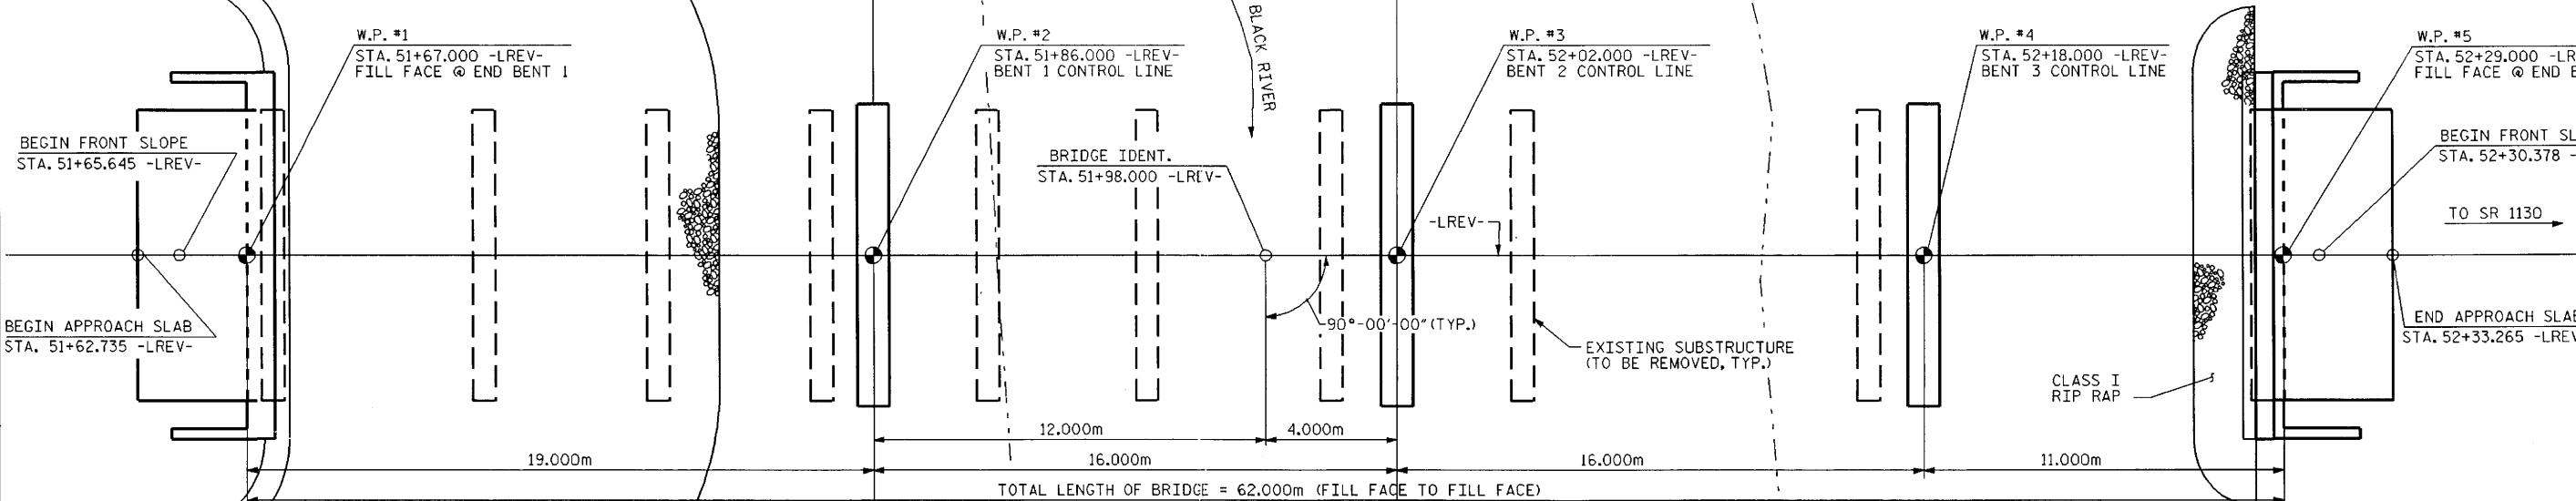 W.P. #1
STA. 51+67.000 -LREV-
FILL FACE @ END BENT 1
W.P. #2
STA. 51+86.000 -LREV-
BENT 1 CONTROL LINE
BLACK RIVER
W.P. #3
STA. 52+02.000 -LREV-
BENT 2 CONTROL LINE
W.P. #4
STA. 52+18.000 -LREV-
BENT 3 CONTROL LINE
W.P. #5
STA. 52+29.000 -LR
FILL FACE @ END B
BEGIN FRONT SLOPE
STA. 51+65.645 -LREV-
BRIDGE IDENT.
STA. 51+98.000 -LREV-
BEGIN FRONT SL
STA. 52+30.378 -
-LREV-
TO SR 1130
BEGIN APPROACH SLAB
STA. 51+62.735 -LREV-
90°-00'-00" (TYP.)
EXISTING SUBSTRUCTURE
(TO BE REMOVED, TYP.)
END APPROACH SLAB
STA. 52+33.265 -LREV
CLASS I
RIP RAP
12.000m
4.000m
19.000m
16.000m
16.000m
11.000m
TOTAL LENGTH OF BRIDGE = 62.000m (FILL FACE TO FILL FACE)